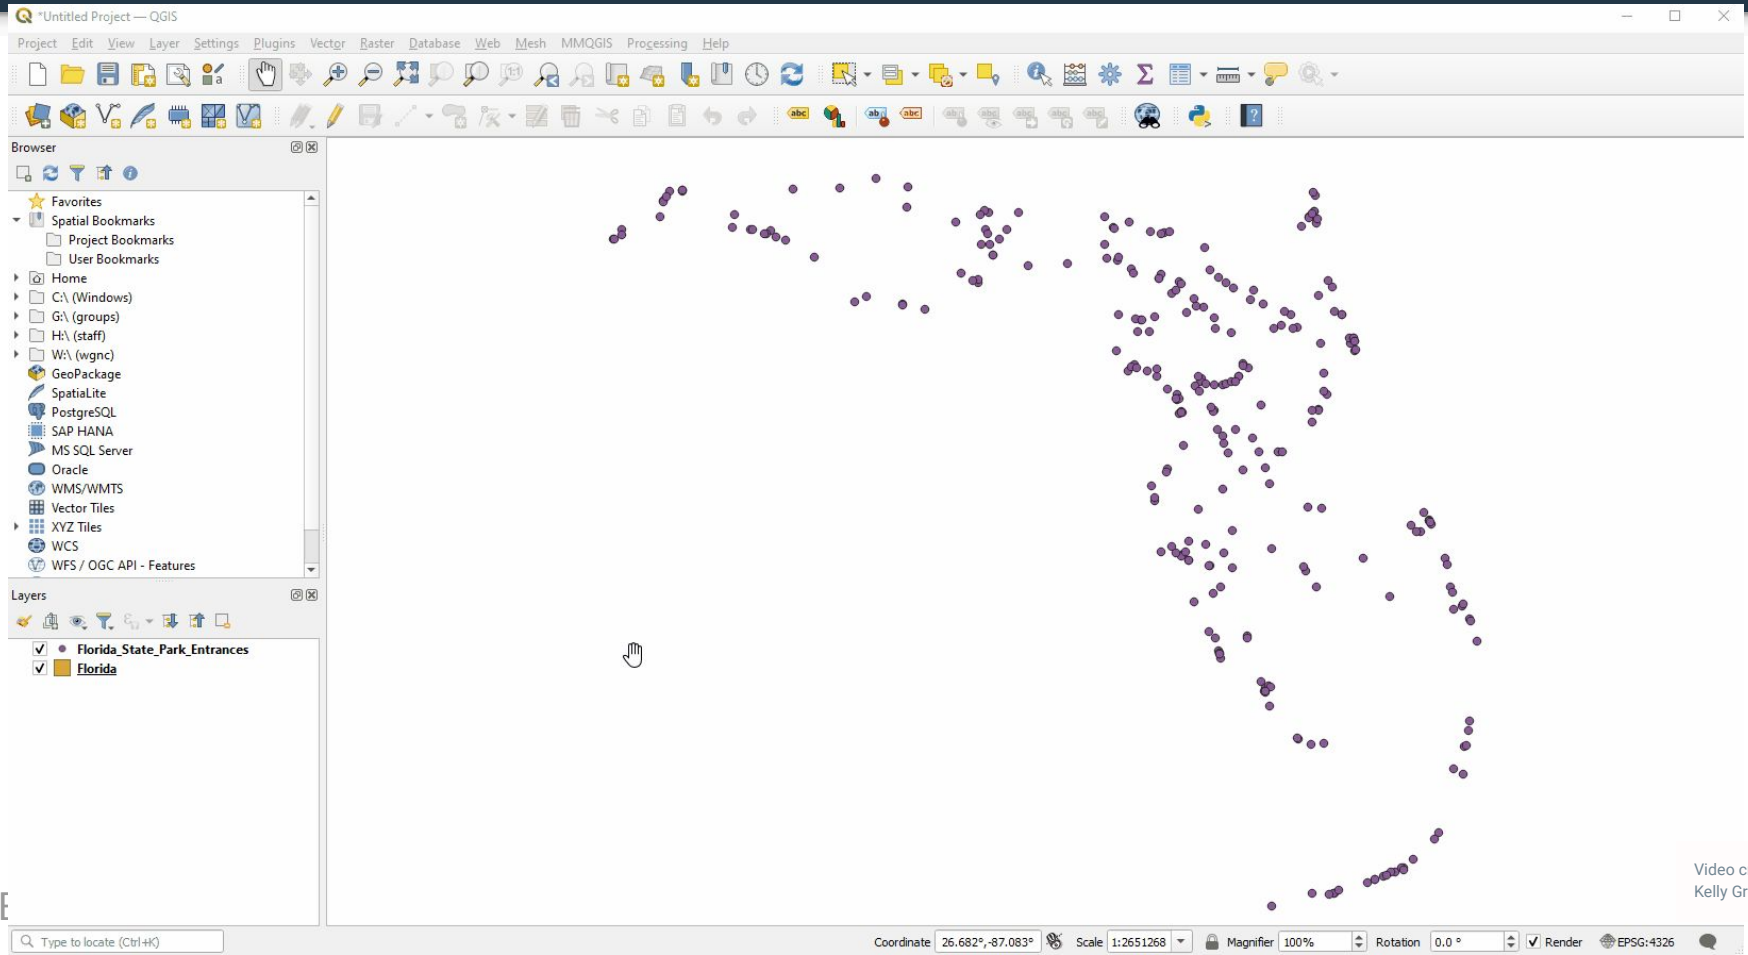 *Untitled Project — QGIS
Project Edit View Layer Settings Plugins Vector Raster Database Web Mesh MMQGIS Processing Help
Browser
Favorites
Spatial Bookmarks
Project Bookmarks
User Bookmarks
Home
C:\ (Windows)
G:\ (groups)
H:\ (staff)
W:\ (wgnc)
GeoPackage
SpatiaLite
PostgreSQL
SAP HANA
MS SQL Server
Oracle
WMS/WMTS
Vector Tiles
XYZ Tiles
WCS
WFS / OGC API - Features
Layers
Florida_State_Park_Entrances
Florida
Video c
Kelly Gr
Type to locate (Ctrl+K) Coordinate 26.682°,-87.083° Scale 1:2651268 Magnifier 100% Rotation 0.0 ° Render EPSG:4326